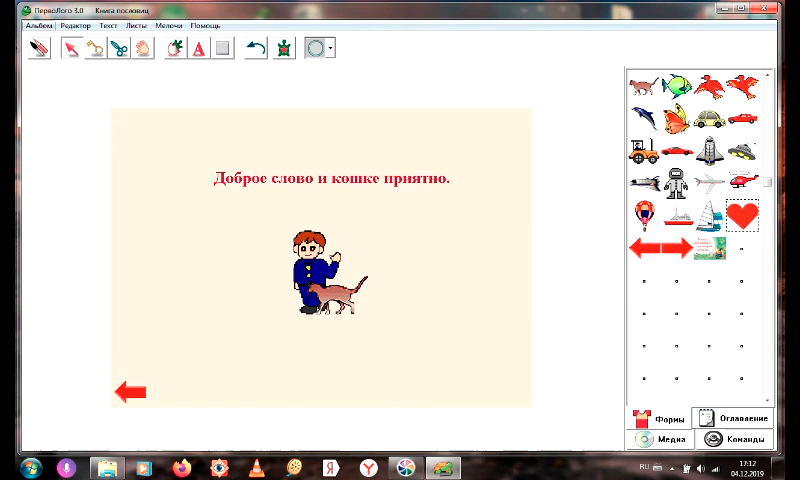 ПервоЛого 3.0 Книга пословиц
Альбом Редактор Текст Листы Мелочи Помощь
Доброе слово и кошке приятно.
Формы Оглавление
Медиа Команды
RU
17:12
04.12.2019